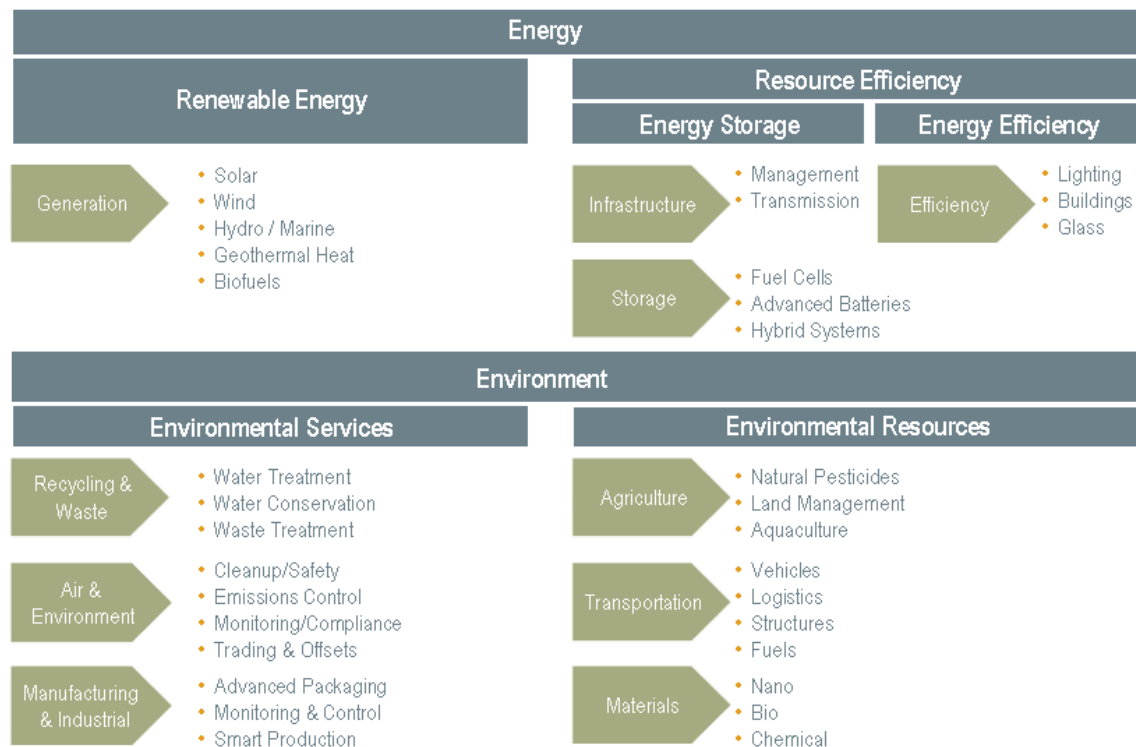 Energy
Renewable Energy
Generation
Solar
Wind
Hydro / Marine
Geothermal Heat
Biofuels
Resource Efficiency
Energy Storage
Infrastructure
Management
Transmission
Storage
Fuel Cells
Advanced Batteries
Hybrid Systems
Energy Efficiency
Efficiency
Lighting
Buildings
Glass
Environment
Environmental Services
Recycling &
Waste
Water Treatment
Water Conservation
Waste Treatment
Air &
Environment
Cleanup/Safety
Emissions Control
Monitoring/Compliance
Trading & Offsets
Manufacturing
& Industrial
Advanced Packaging
Monitoring & Control
Smart Production
Environmental Resources
Agriculture
Natural Pesticides
Land Management
Aquaculture
Transportation
Vehicles
Logistics
Structures
Fuels
Materials
Nano
Bio
Chemical